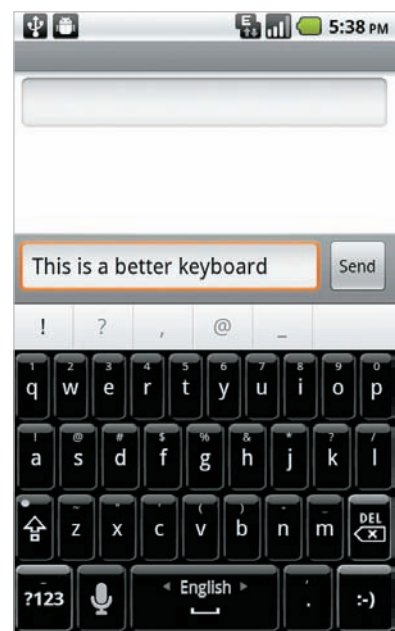 E
5:38 PM
This is a better keyboard
Send
! ? , @ _
1 2 3 4 5 6 7 8 9 0
q w e r t y u i o p
! @ # $ % & * ? /
a s d f g h j k l
~ " ' ( ) - _
z x c v b n m DEL
?123 English . :-)